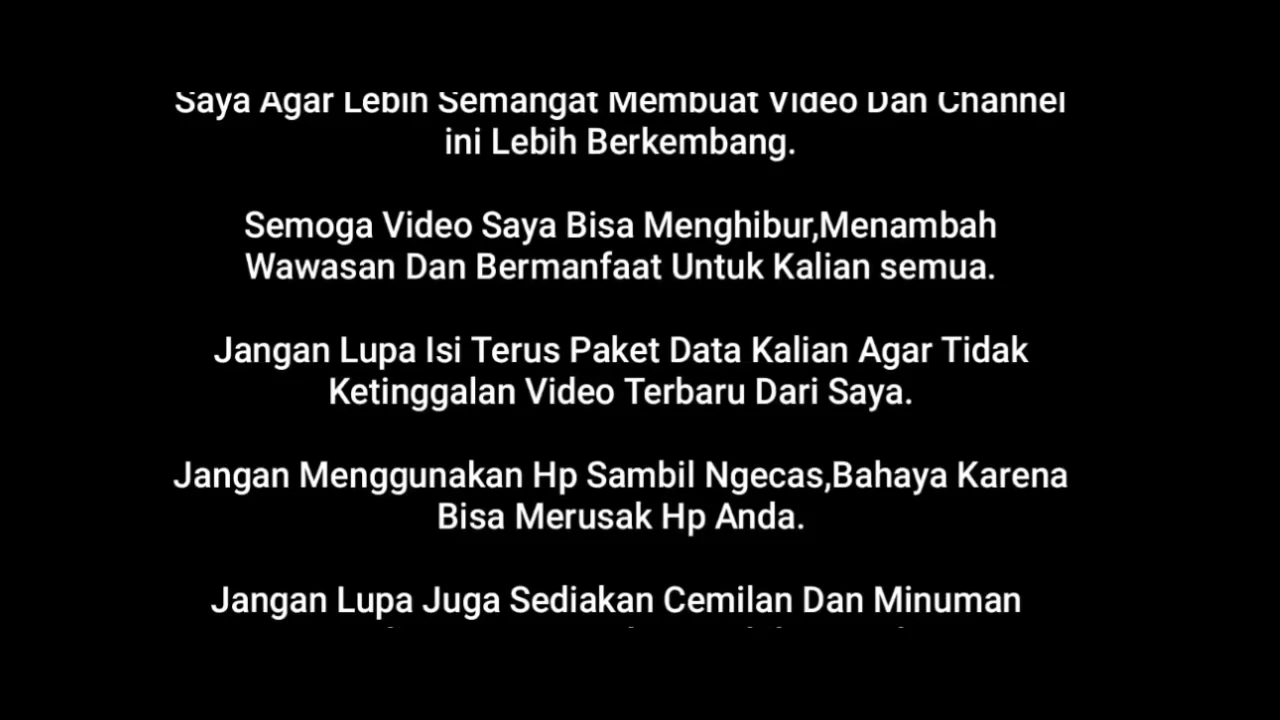 Saya Agar Lebih Semangat Membuat Video Dan Channel
ini Lebih Berkembang.
Semoga Video Saya Bisa Menghibur,Menambah
Wawasan Dan Bermanfaat Untuk Kalian semua.
Jangan Lupa Isi Terus Paket Data Kalian Agar Tidak
Ketinggalan Video Terbaru Dari Saya.
Jangan Menggunakan Hp Sambil Ngecas,Bahaya Karena
Bisa Merusak Hp Anda.
Jangan Lupa Juga Sediakan Cemilan Dan Minuman